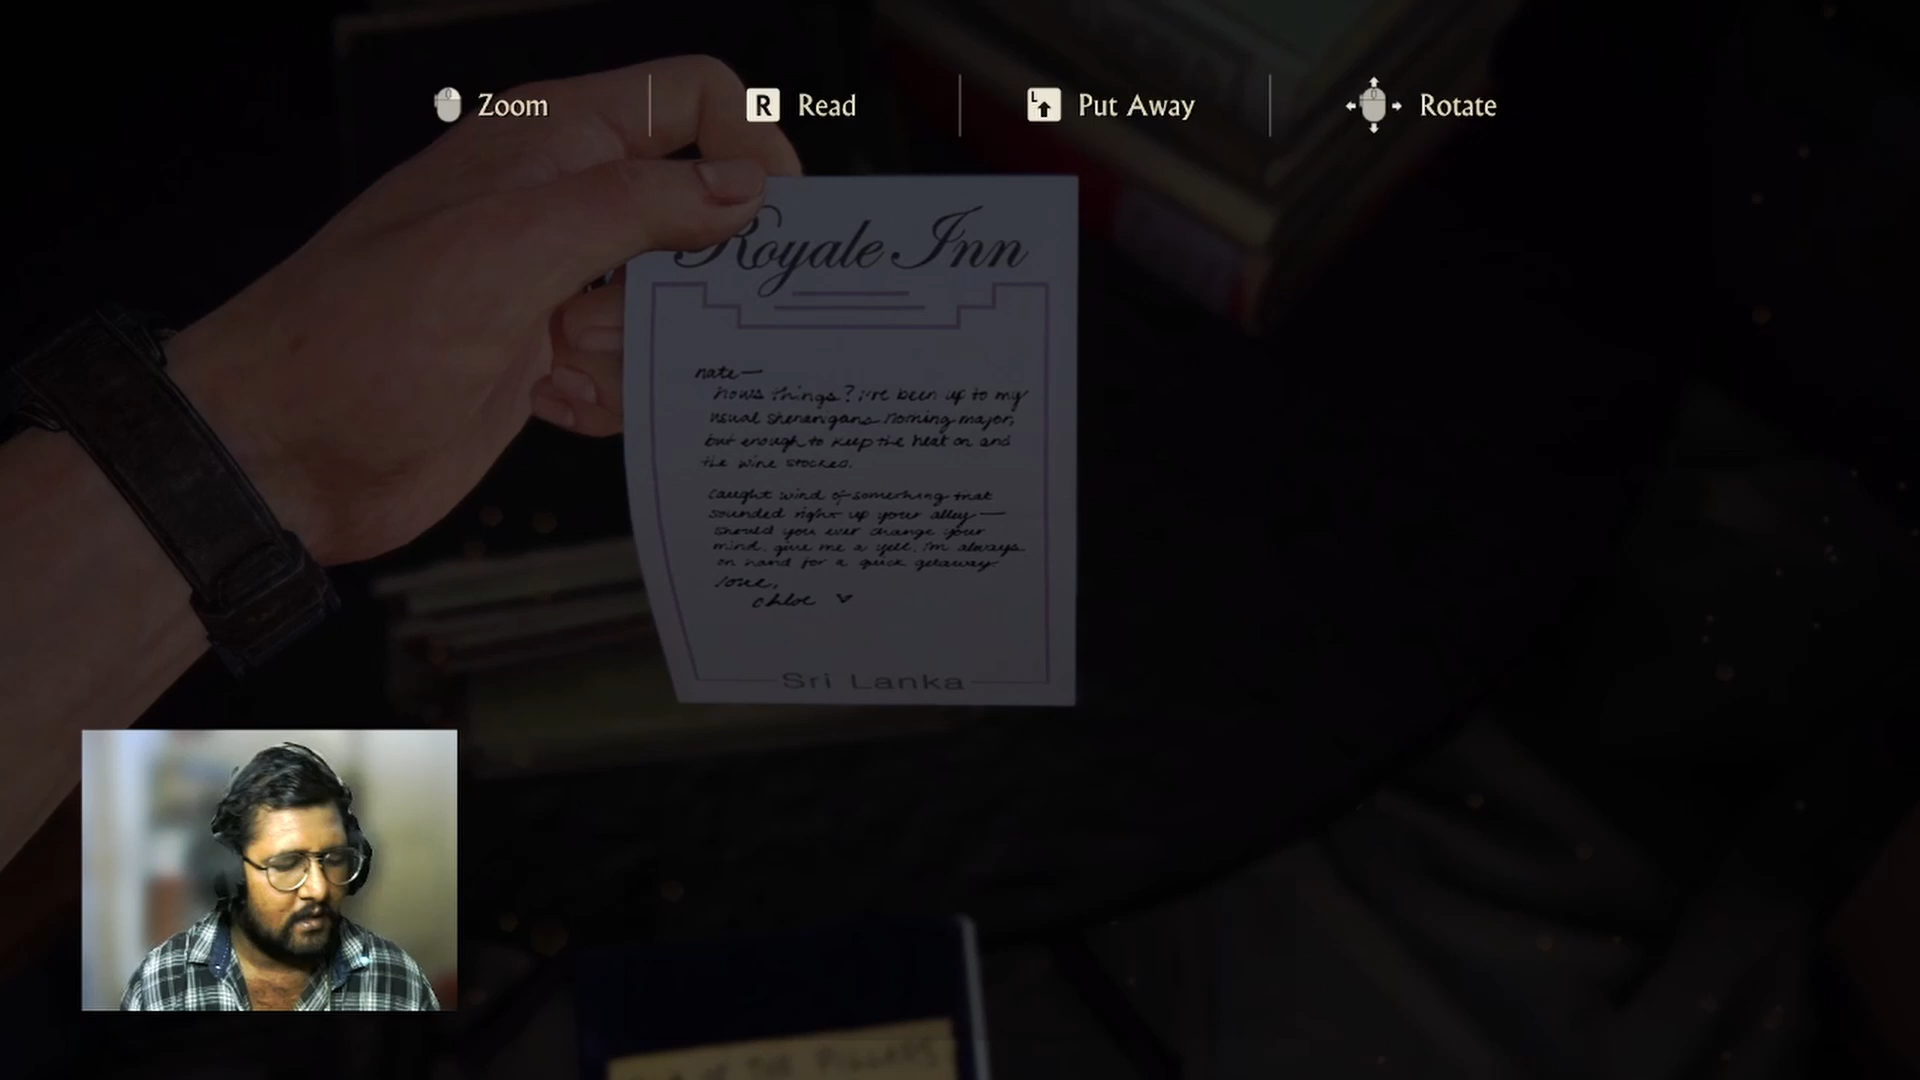 Zoom
R Read
L Put Away
Rotate
Royale Inn
nate—
hows things? I've been up to my
usual shenanigans. Nothing major,
but enough to keep the heat on and
the wine stocked.
Caught wind of something that
sounded right up your alley—
should you ever change your
mind, give me a yell. I'm always
on hand for a quick getaway.
love,
chloe
Sri Lanka
OF THE PILLARS